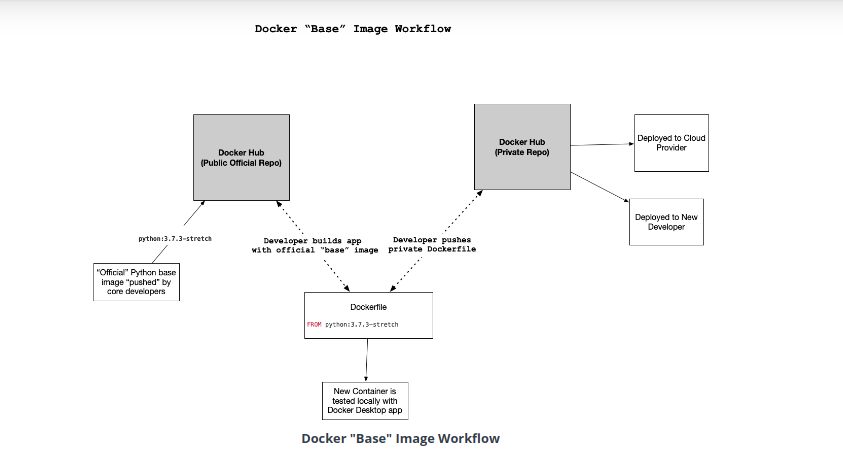 Docker “Base” Image Workflow
Docker Hub
(Public Official Repo)
Docker Hub
(Private Repo)
Deployed to Cloud
Provider
Deployed to New
Developer
python:3.7.3-stretch
Developer builds app
with official "base" image
Developer pushes
private Dockerfile
"Official" Python base
image "pushed" by
core developers
Dockerfile
FROM python:3.7.3-stretch
New Container is
tested locally with
Docker Desktop app
Docker "Base" Image Workflow